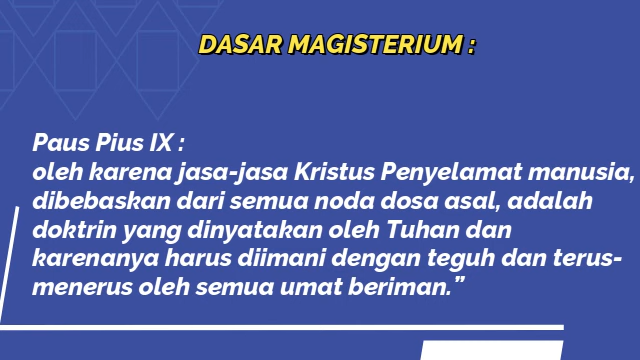 DASAR MAGISTERIUM :
Paus Pius IX :
oleh karena jasa-jasa Kristus Penyelamat manusia,
dibebaskan dari semua noda dosa asal, adalah
doktrin yang dinyatakan oleh Tuhan dan
karenanya harus diimani dengan teguh dan terus-
menerus oleh semua umat beriman.”